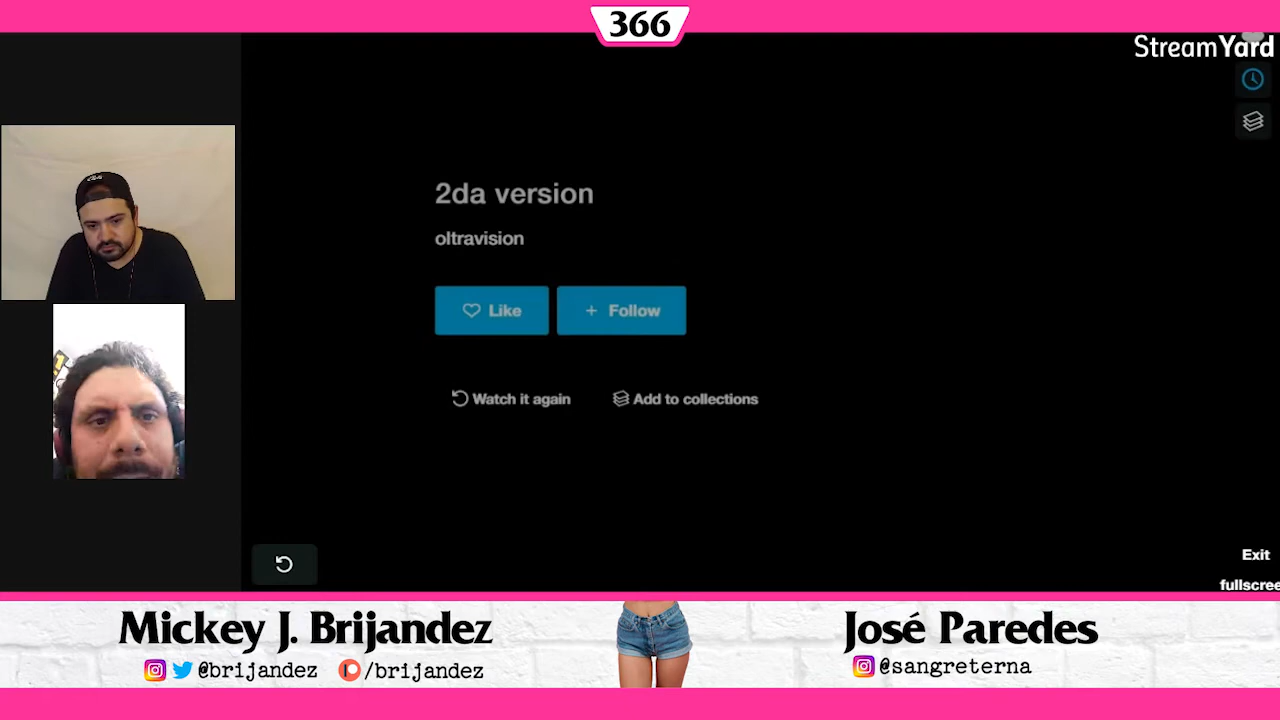 366
StreamYard
2da version
oltravision
Like
+ Follow
Watch it again
Add to collections
Exit
fullscree
Mickey J. Brijandez
José Paredes
@brijandez /brijandez
@sangreterna